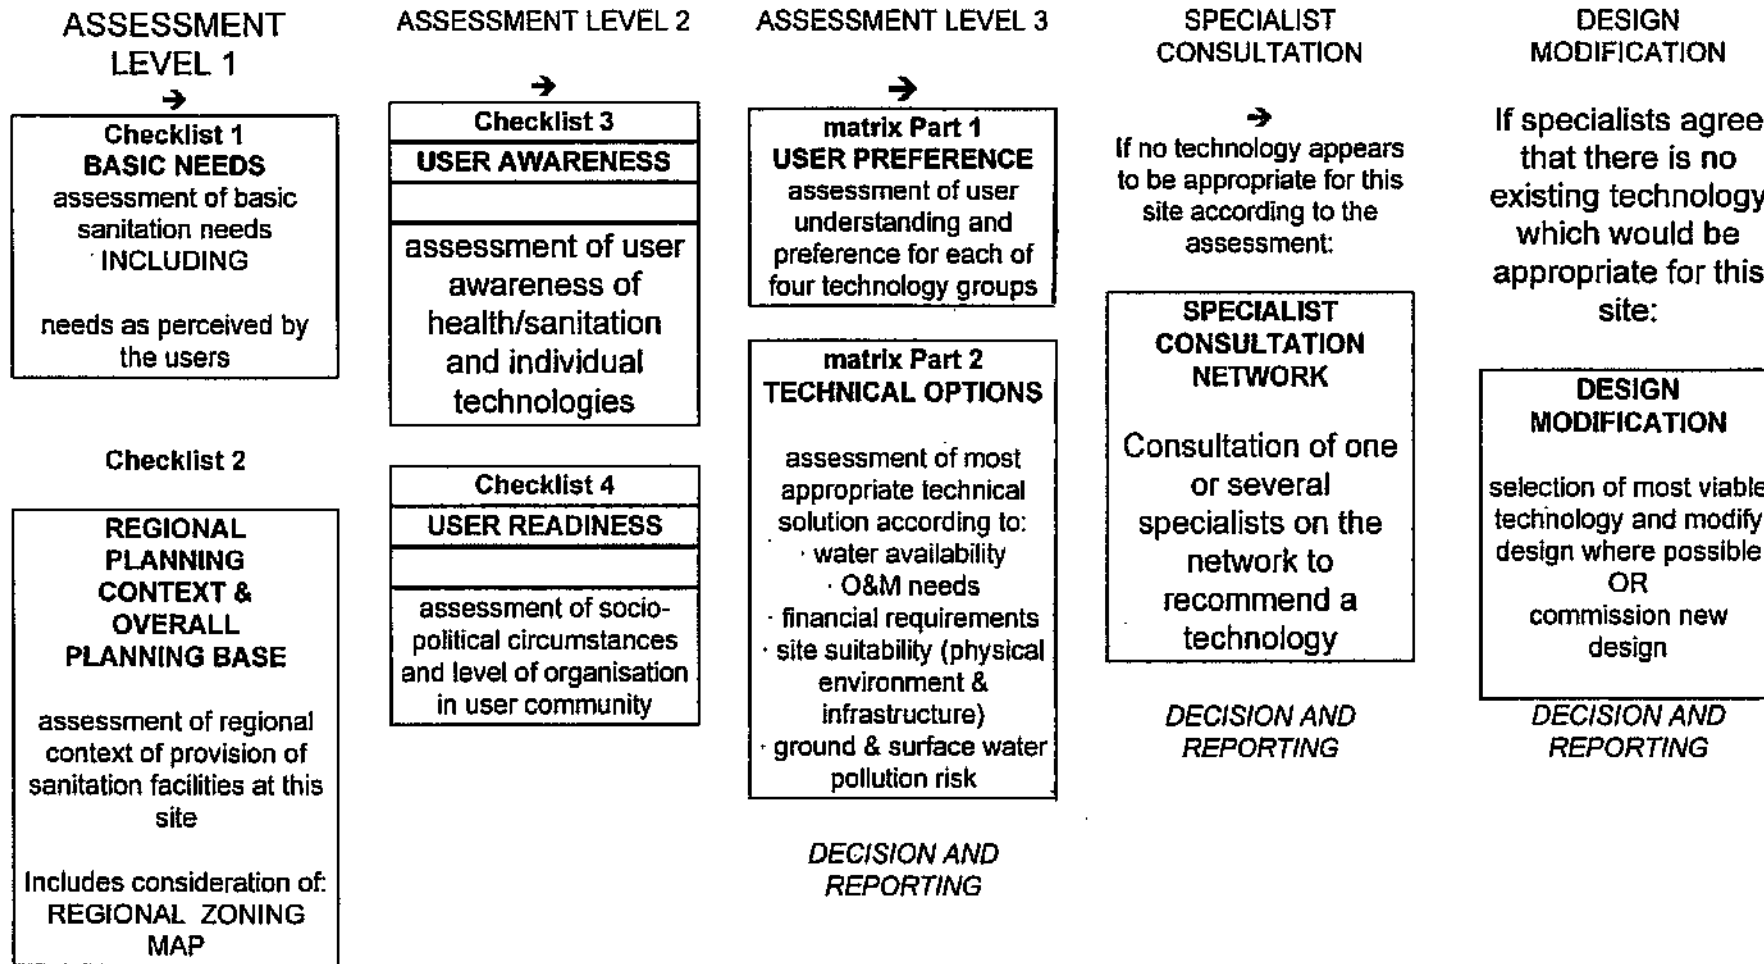 ASSESSMENT
LEVEL 1
→
Checklist 1
BASIC NEEDS
assessment of basic
sanitation needs
INCLUDING
needs as perceived by
the users
Checklist 2
REGIONAL
PLANNING
CONTEXT &
OVERALL
PLANNING BASE
assessment of regional
context of provision of
sanitation facilities at this
site
Includes consideration of:
REGIONAL ZONING
MAP
ASSESSMENT LEVEL 2
→
Checklist 3
USER AWARENESS
assessment of user
awareness of
health/sanitation
and individual
technologies
Checklist 4
USER READINESS
assessment of socio-
political circumstances
and level of organisation
in user community
ASSESSMENT LEVEL 3
→
matrix Part 1
USER PREFERENCE
assessment of user
understanding and
preference for each of
four technology groups
matrix Part 2
TECHNICAL OPTIONS
assessment of most
appropriate technical
solution according to:
· water availability
· O&M needs
· financial requirements
· site suitability (physical
environment &
infrastructure)
· ground & surface water
pollution risk
DECISION AND
REPORTING
SPECIALIST
CONSULTATION
→
If no technology appears
to be appropriate for this
site according to the
assessment:
SPECIALIST
CONSULTATION
NETWORK
Consultation of one
or several
specialists on the
network to
recommend a
technology
DECISION AND
REPORTING
DESIGN
MODIFICATION
If specialists agree
that there is no
existing technology
which would be
appropriate for this
site:
DESIGN
MODIFICATION
selection of most viable
technology and modify
design where possible
OR
commission new
design
DECISION AND
REPORTING